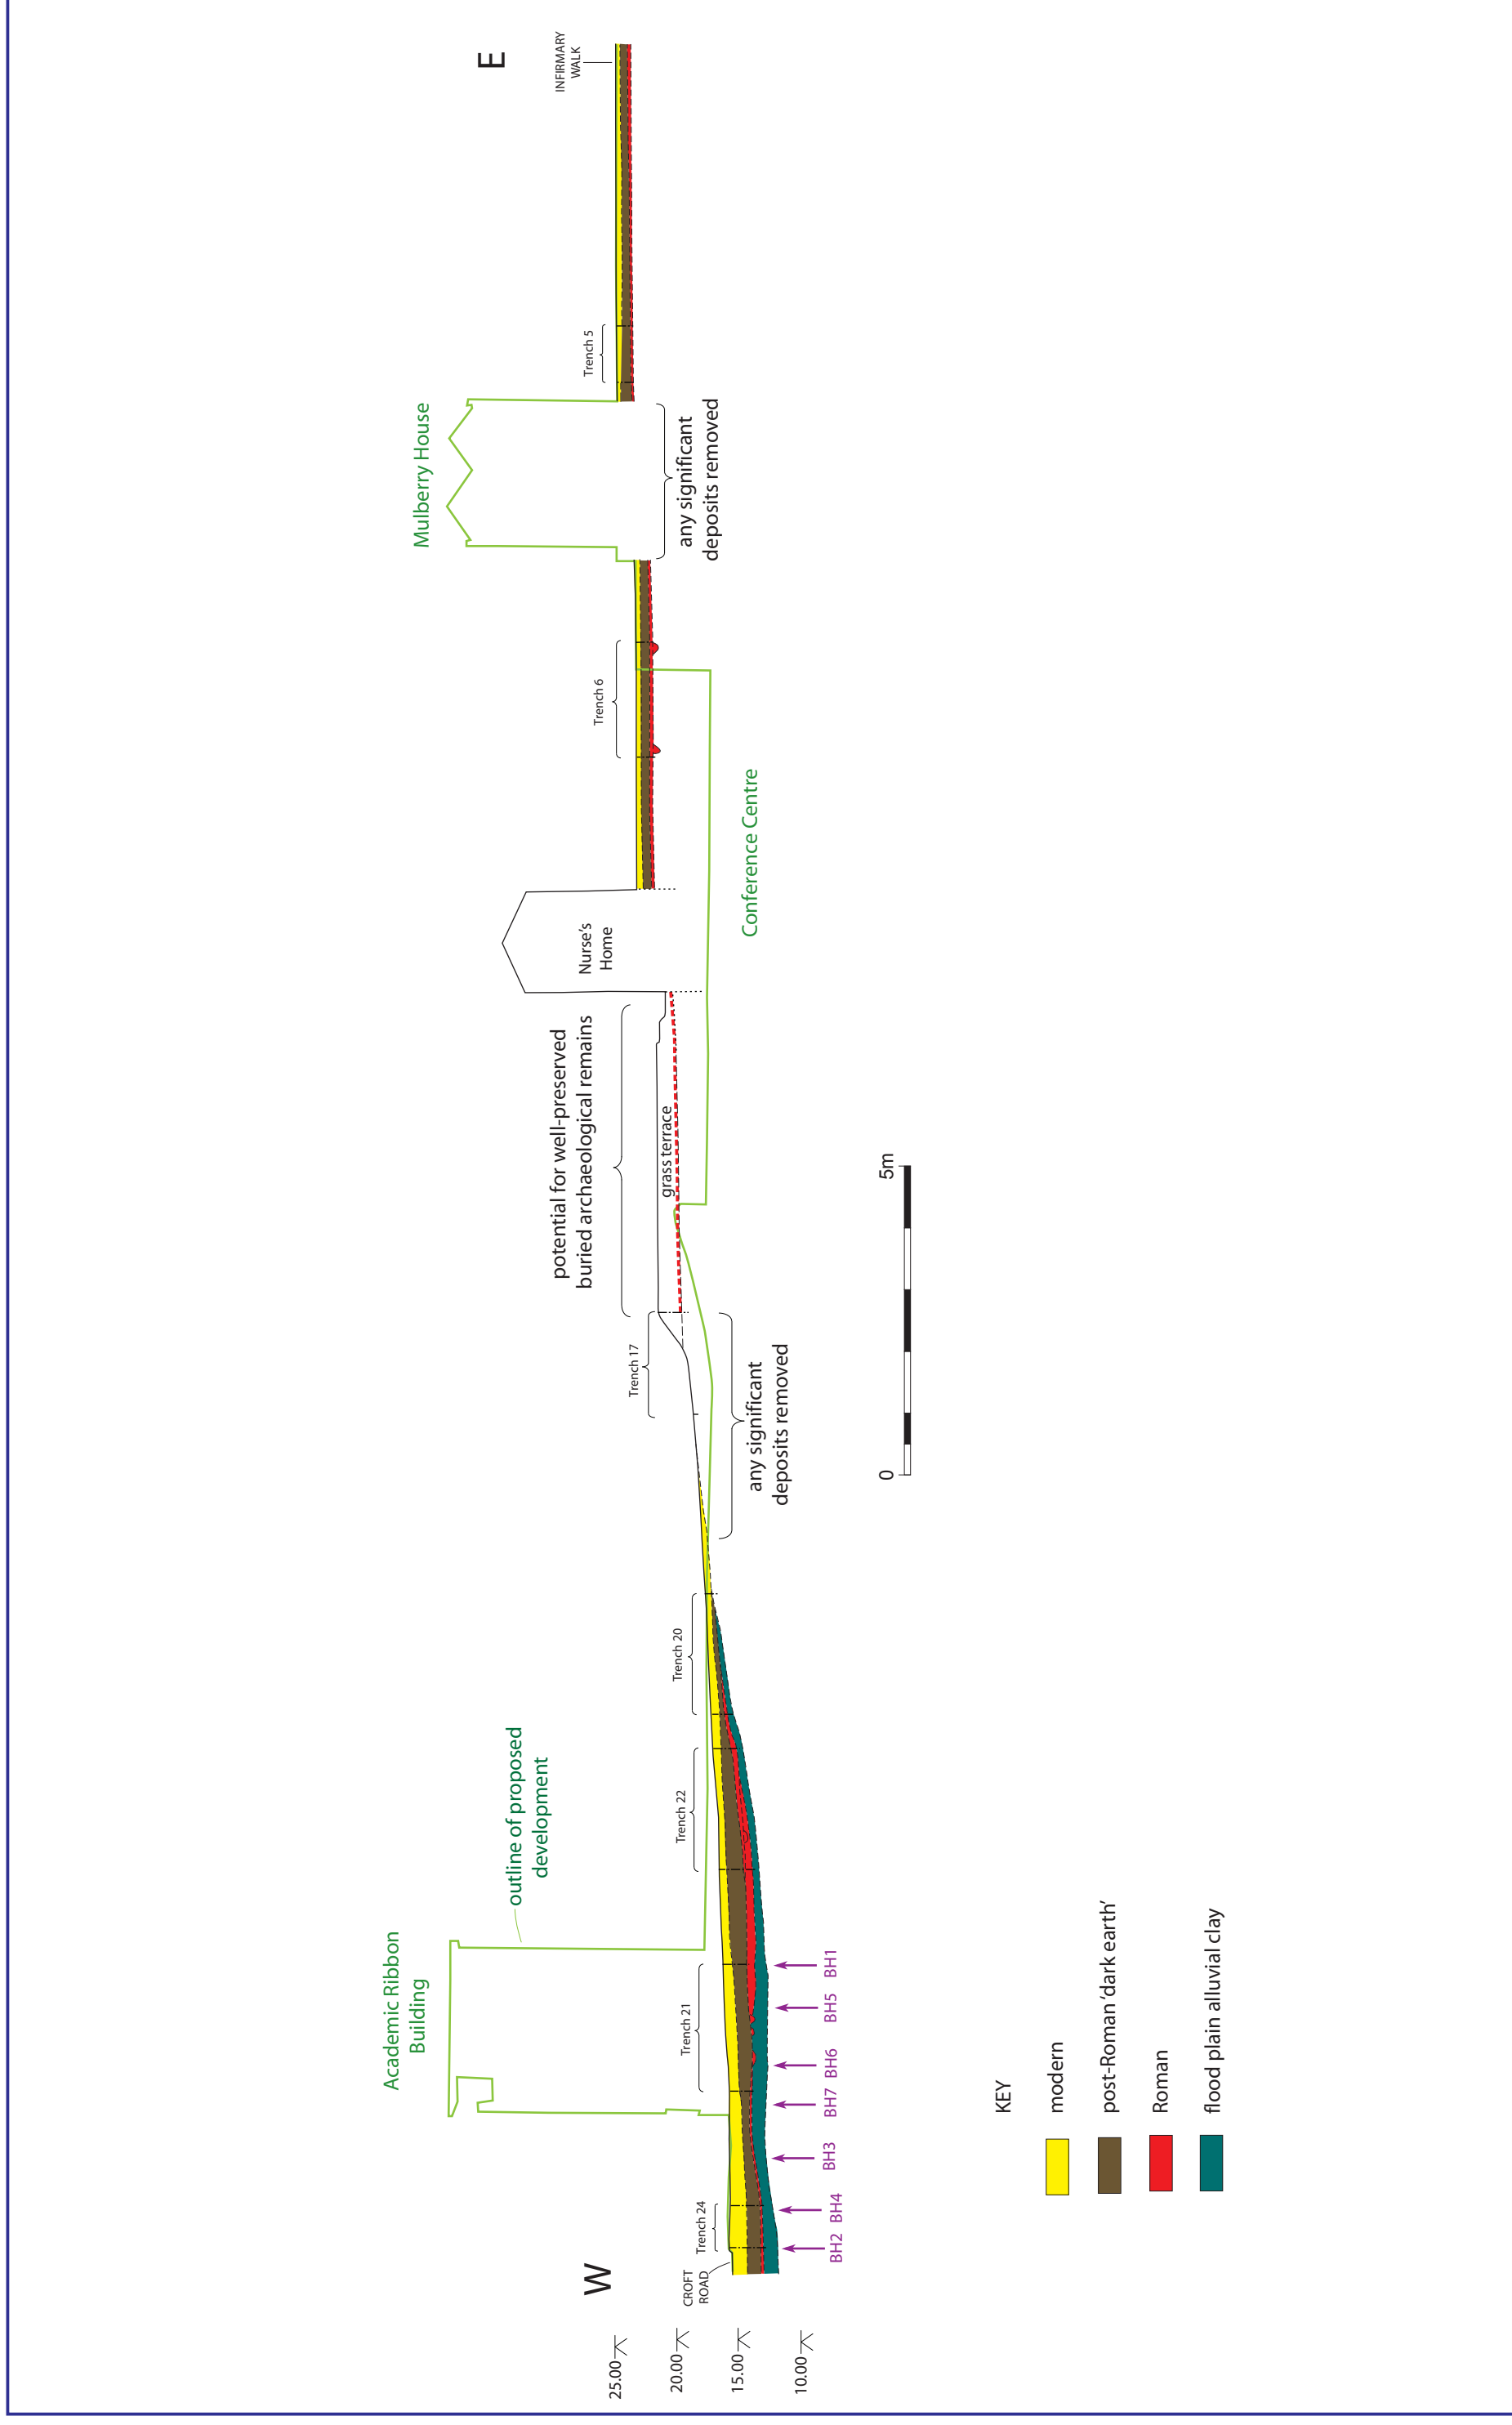 E
INFIRMARY
WALK
Mulberry House
Trench 5
any significant
deposits removed
Trench 6
Nurse's
Home
Conference Centre
potential for well-preserved
buried archaeological remains
grass terrace
Trench 17
any significant
deposits removed
0
5m
Trench 20
Trench 22
outline of proposed
development
Academic Ribbon
Building
Trench 21
Trench 24
W
CROFT
ROAD
BH2
BH4
BH3
BH7
BH6
BH5
BH1
25.00
20.00
15.00
10.00
KEY
modern
post-Roman 'dark earth'
Roman
flood plain alluvial clay